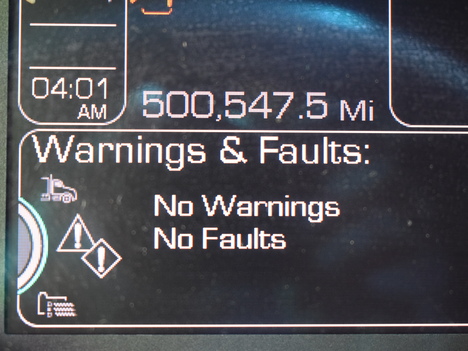 04:01
AM
500,547.5 Mi
Warnings & Faults:
No Warnings
No Faults